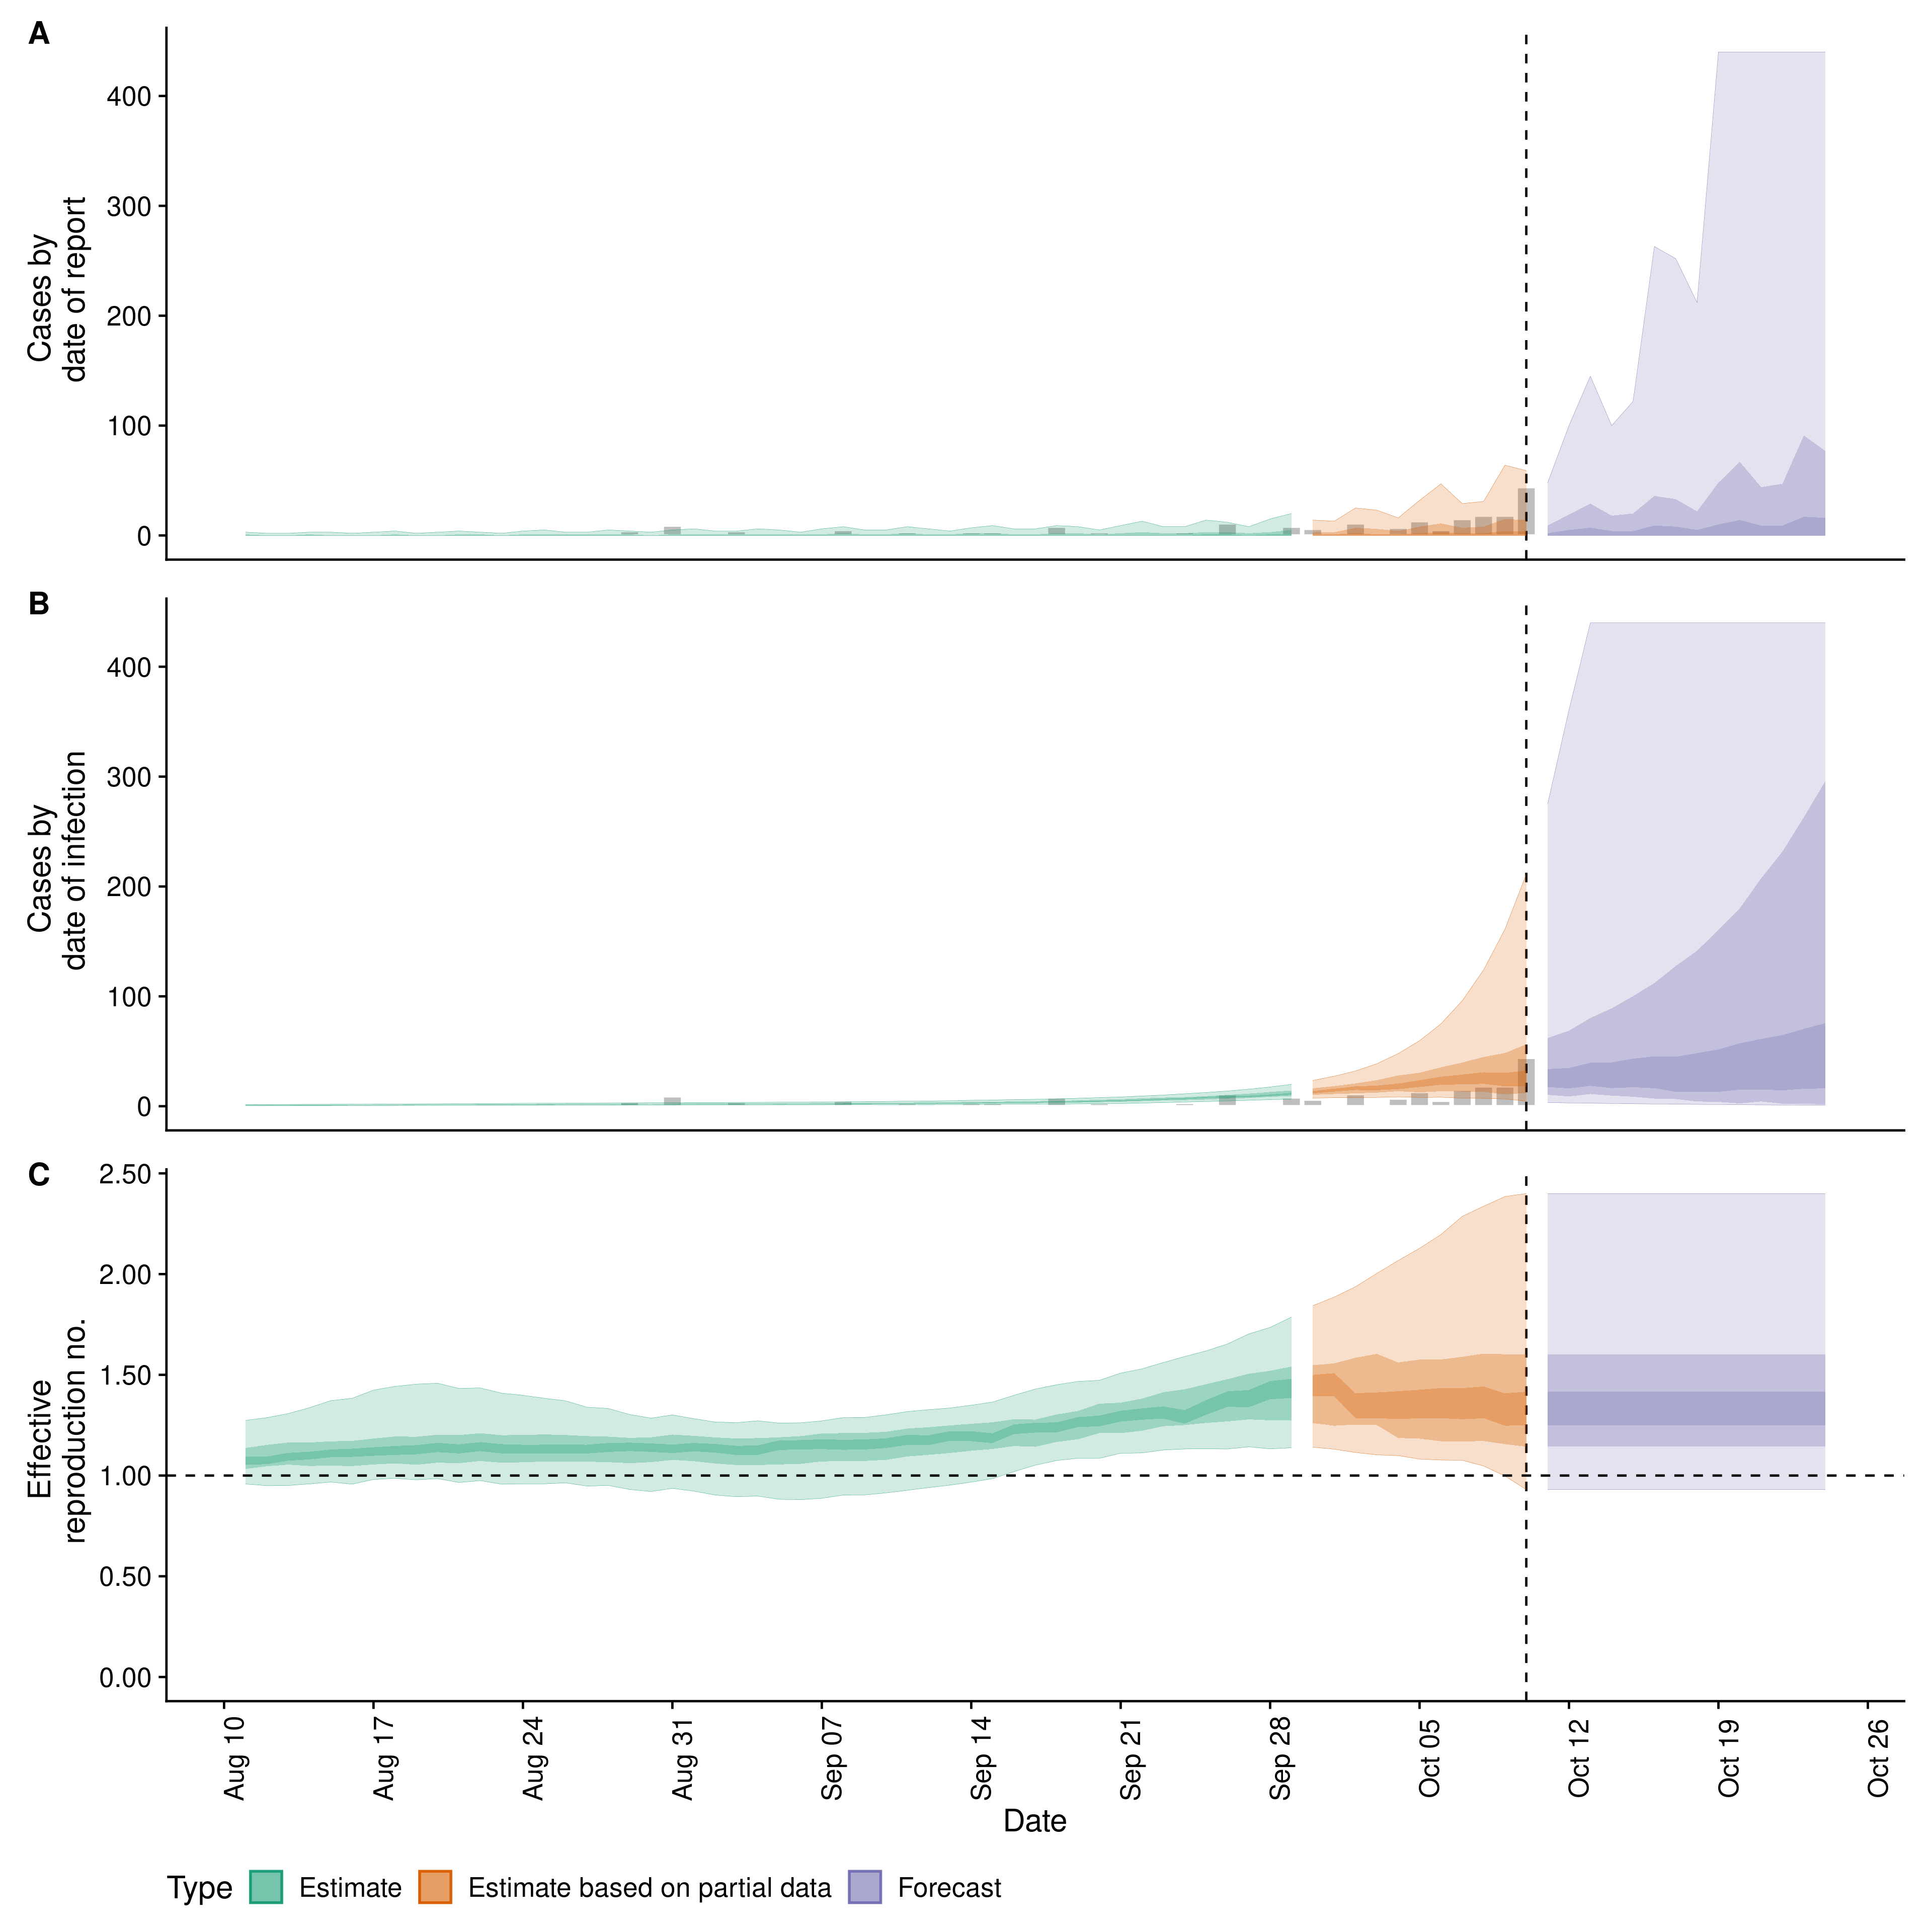 A
Cases by
date of report
400
300
200
100
0
B
Cases by
date of infection
400
300
200
100
0
C
Effective
reproduction no.
2.50
2.00
1.50
1.00
0.50
0.00
Aug 10
Aug 17
Aug 24
Aug 31
Sep 07
Sep 14
Sep 21
Sep 28
Oct 05
Oct 12
Oct 19
Oct 26
Date
Type Estimate Estimate based on partial data Forecast